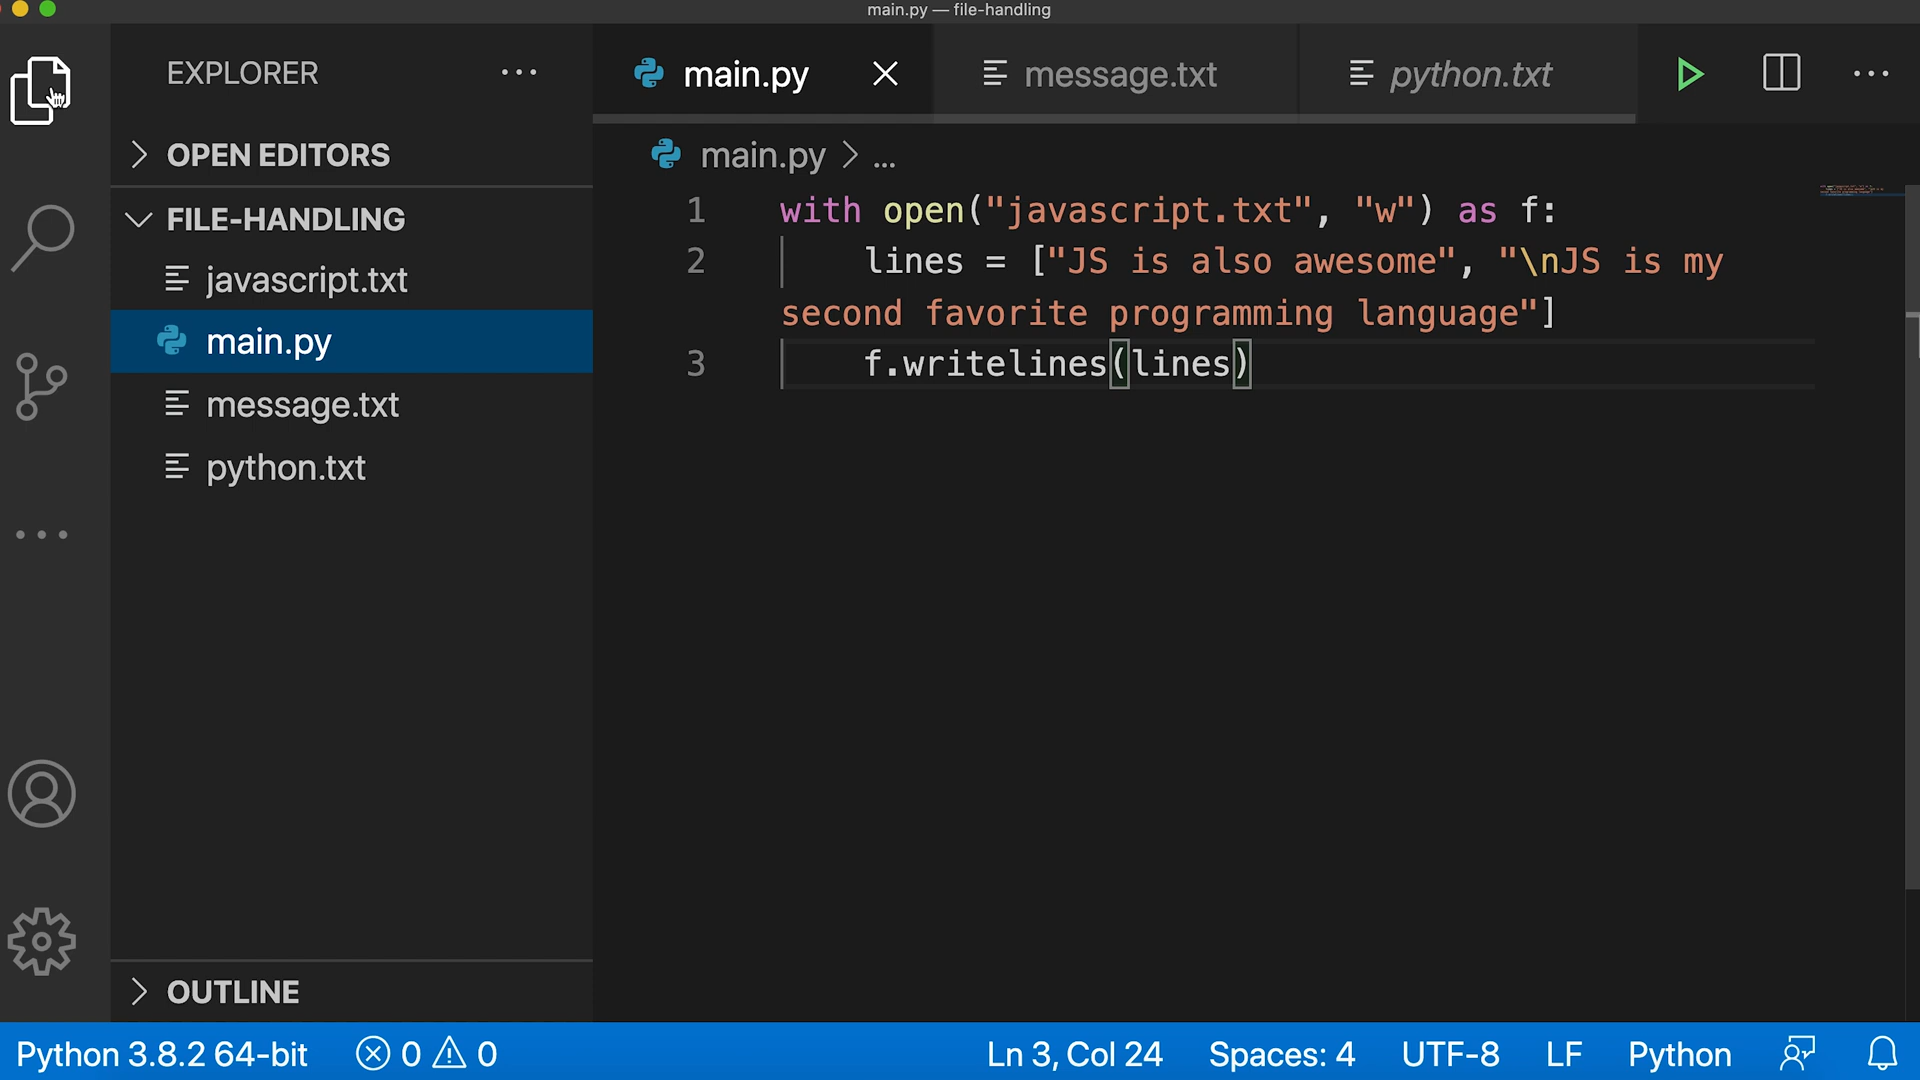 main.py — file-handling
EXPLORER
main.py
message.txt
python.txt
OPEN EDITORS
main.py > ...
FILE-HANDLING
javascript.txt
main.py
message.txt
python.txt
1 with open("javascript.txt", "w") as f:
2 lines = ["JS is also awesome", "\nJS is my
second favorite programming language"]
3 f.writelines(lines)
OUTLINE
Python 3.8.2 64-bit 0 0 Ln 3, Col 24 Spaces: 4 UTF-8 LF Python